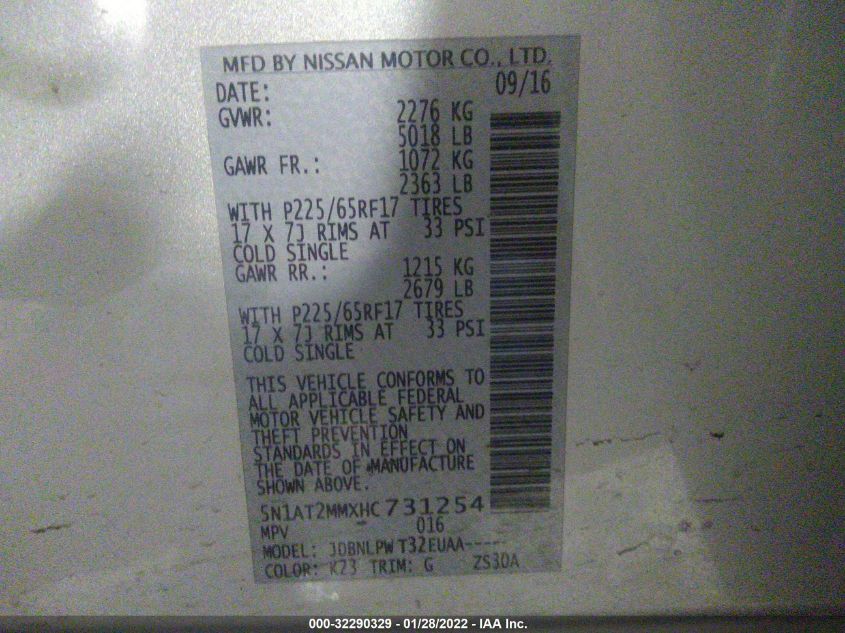 MFD BY NISSAN MOTOR CO., LTD.
DATE: 09/16
GVWR: 2276 KG
5018 LB
GAWR FR.: 1072 KG
2363 LB
WITH P225/65RF17 TIRES
17 X 7J RIMS AT 33 PSI
COLD SINGLE
GAWR RR.: 1215 KG
2679 LB
WITH P225/65RF17 TIRES
17 X 7J RIMS AT 33 PSI
COLD SINGLE
THIS VEHICLE CONFORMS TO
ALL APPLICABLE FEDERAL
MOTOR VEHICLE SAFETY AND
THEFT PREVENTION
STANDARDS IN EFFECT ON
THE DATE OF MANUFACTURE
SHOWN ABOVE.
5N1AT2MMXHC731254
MPV 016
MODEL: JDBNLPW T32EUAA-----
COLOR: K23 TRIM: G ZS30A
000-32290329 - 01/28/2022 - IAA Inc.